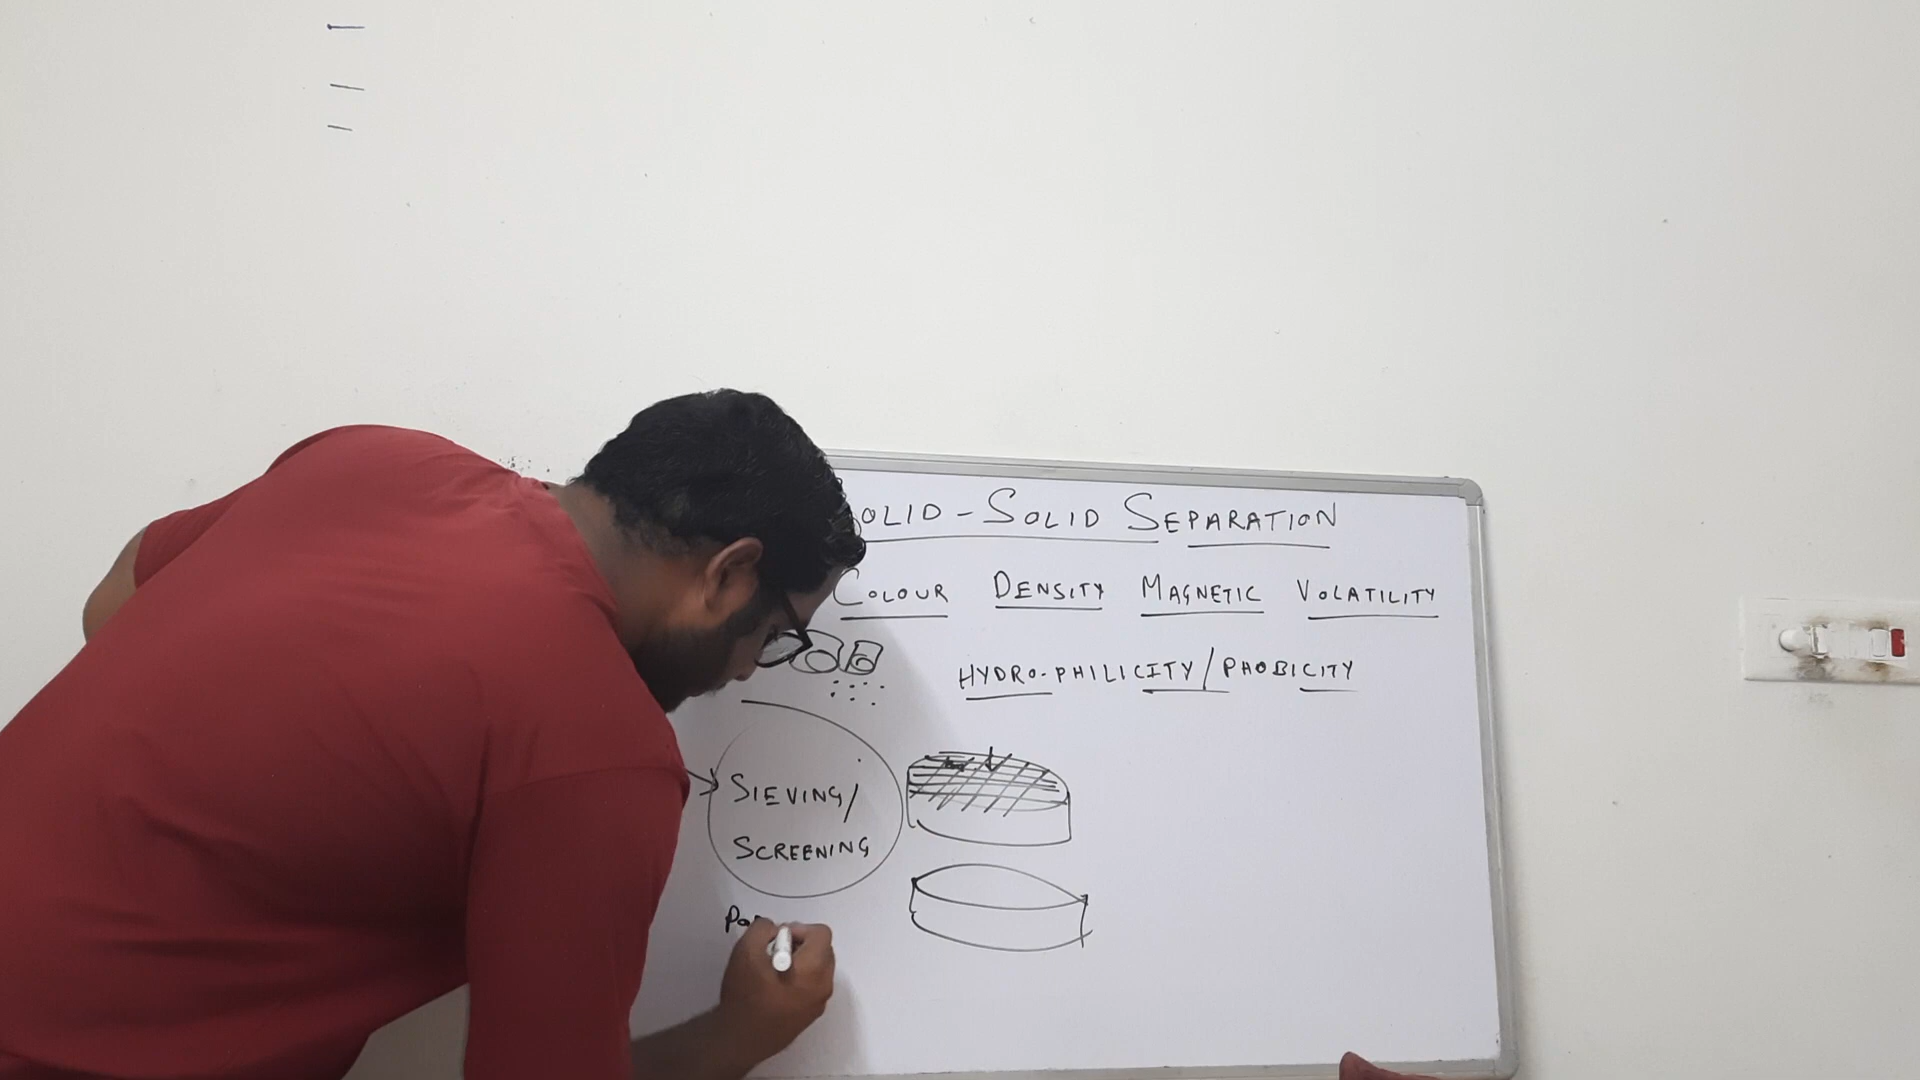 OLID - SOLID SEPARATION
COLOUR DENSITY MAGNETIC VOLATILITY
HYDRO-PHILICITY/PHOBICITY
SIEVING/
SCREENING